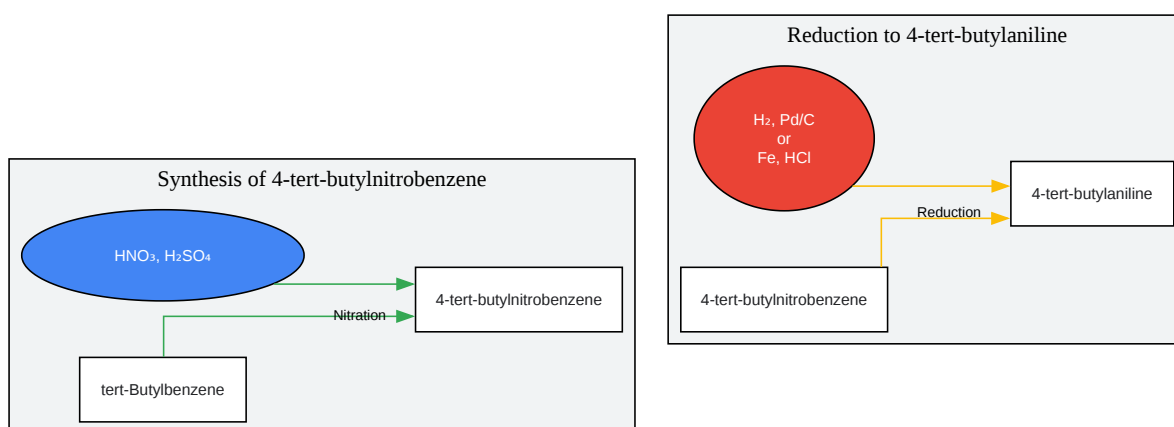 Synthesis of 4-tert-butylnitrobenzene
HNO₃, H₂SO₄
4-tert-butylnitrobenzene
Nitration
tert-Butylbenzene
Reduction to 4-tert-butylaniline
H₂, Pd/C
or
Fe, HCl
4-tert-butylaniline
Reduction
4-tert-butylnitrobenzene